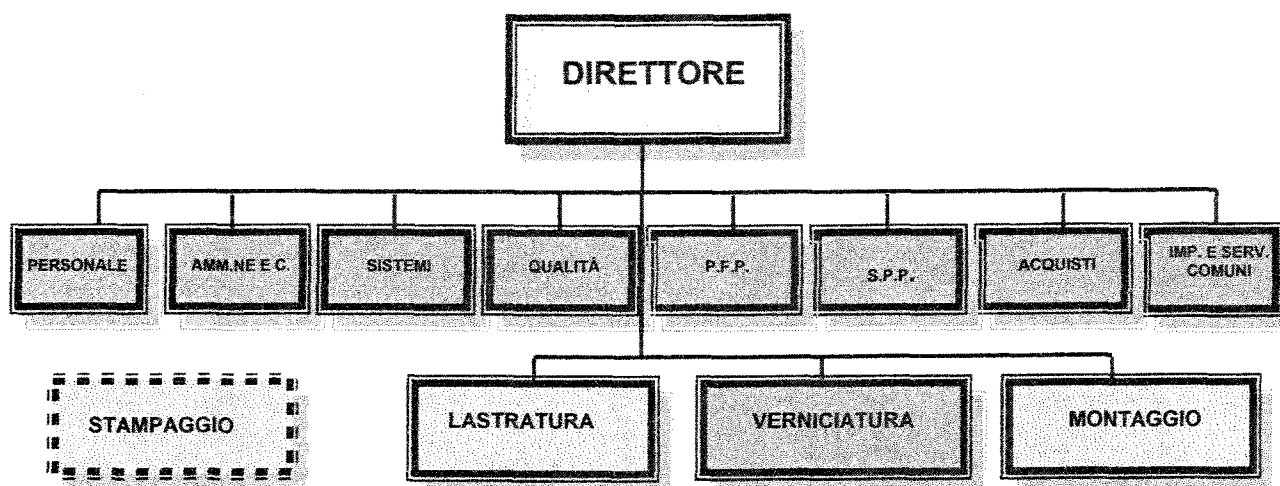 DIRETTORE
PERSONALE
AMM.NE E C.
SISTEMI
QUALITÀ
P.F.P.
S.P.P.
ACQUISTI
IMP. E SERV.
COMUNI
STAMPAGGIO
LASTRATURA
VERNICIATURA
MONTAGGIO